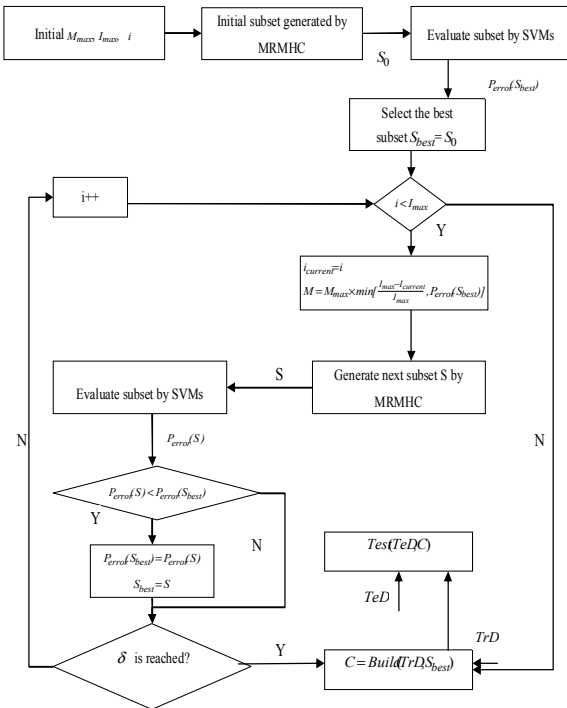 Initial M_max, I_max, i
Initial subset generated by
MRMHC
S_0
Evaluate subset by SVMs
P_error(S_best)
Select the best
subset S_best = S_0
i++
i < I_max
Y
i_current=i
M = M_max × min[(I_max−I_current)/I_max, P_error(S_best)]
Generate next subset S by
MRMHC
S
Evaluate subset by SVMs
N
N
P_error(S)
P_error(S) < P_error(S_best)
Y
N
P_error(S_best) = P_error(S)
S_best = S
Test(TeD,C)
TeD
TrD
δ is reached?
Y
C = Build(TrD,S_best)